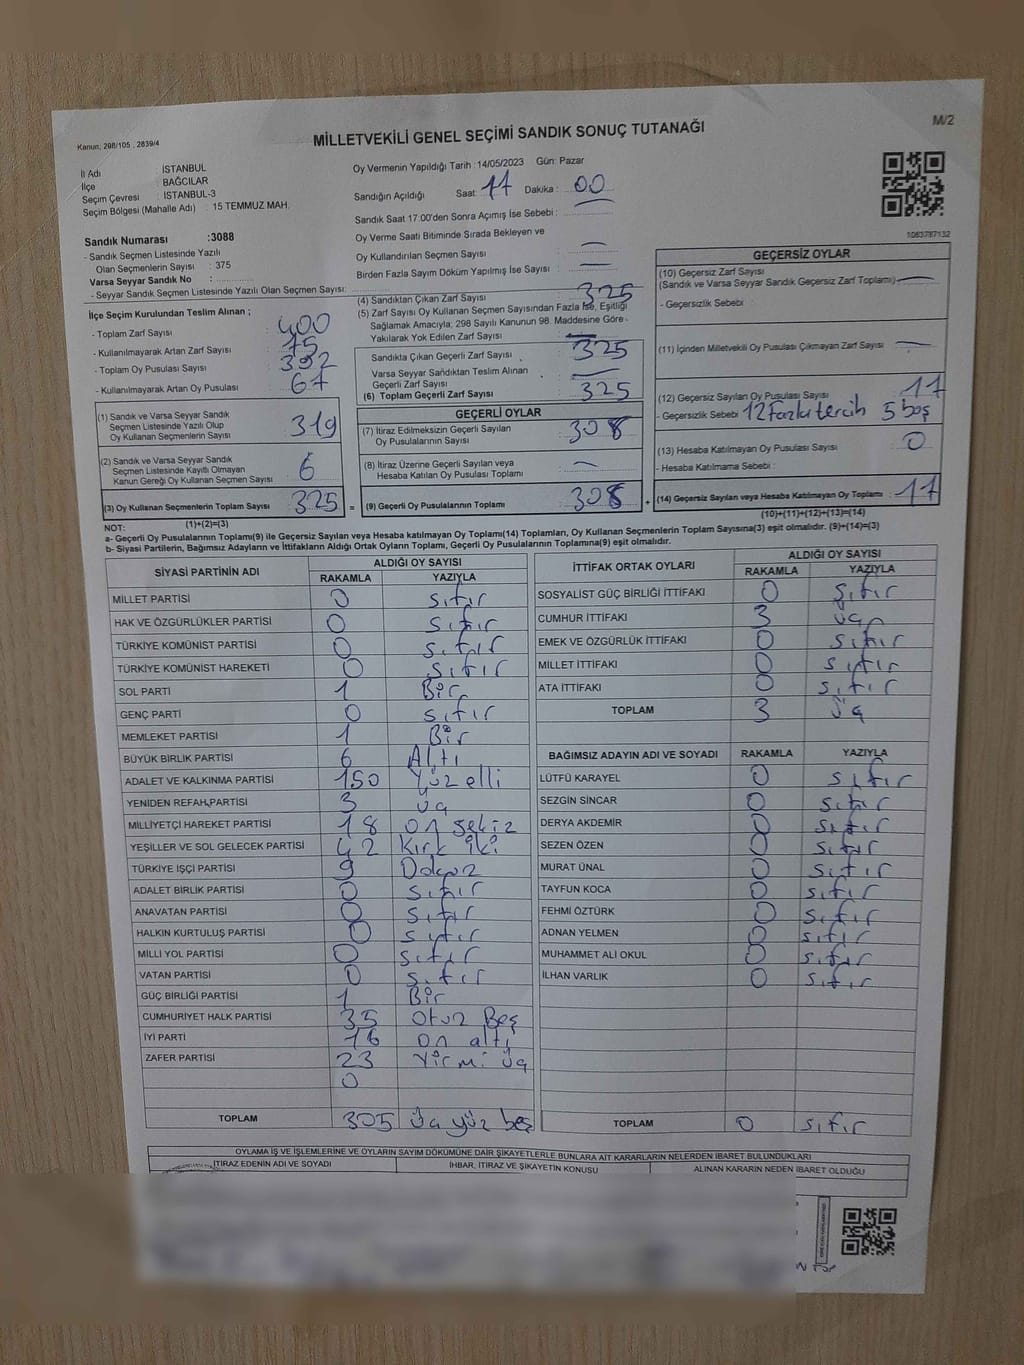 Kanun; 298/105 , 2839/4
M/2
MİLLETVEKİLİ GENEL SEÇİMİ SANDIK SONUÇ TUTANAĞI
İl Adı : İSTANBUL
İlçe : BAĞCILAR
Seçim Çevresi : İSTANBUL-3
Seçim Bölgesi (Mahalle Adı) : 15 TEMMUZ MAH.
Sandık Numarası :3088
- Sandık Seçmen Listesinde Yazılı
Olan Seçmenlerin Sayısı : 375
Varsa Seyyar Sandık No :
- Seyyar Sandık Seçmen Listesinde Yazılı Olan Seçmen Sayısı:
İlçe Seçim Kurulundan Teslim Alınan ;
- Toplam Zarf Sayısı : 400
- Kullanılmayarak Artan Zarf Sayısı : 75
- Toplam Oy Pusulası Sayısı : 392
- Kullanılmayarak Artan Oy Pusulası : 67
(1) Sandık ve Varsa Seyyar Sandık
Seçmen Listesinde Yazılı Olup
Oy Kullanan Seçmenlerin Sayısı : 319
(2) Sandık ve Varsa Seyyar Sandık
Seçmen Listesinde Kayıtlı Olmayan
Kanun Gereği Oy Kullanan Seçmen Sayısı : 6
(3) Oy Kullanan Seçmenlerin Toplam Sayısı : 325
(1)+(2)=(3)
Oy Vermenin Yapıldığı Tarih : 14/05/2023 Gün: Pazar
Sandığın Açıldığı Saat: 17 Dakika : 00
Sandık Saat 17:00'den Sonra Açımış İse Sebebi :
Oy Verme Saati Bitiminde Sırada Bekleyen ve
Oy Kullandırılan Seçmen Sayısı : —
Birden Fazla Sayım Döküm Yapılmış İse Sayısı : —
(4) Sandıktan Çıkan Zarf Sayısı : 325
(5) Zarf Sayısı Oy Kullanan Seçmen Sayısından Fazla İse, Eşitliği
Sağlamak Amacıyla, 298 Sayılı Kanunun 98. Maddesine Göre
Yakılarak Yok Edilen Zarf Sayısı : —
Sandıkta Çıkan Geçerli Zarf Sayısı : 325
Varsa Seyyar Sandıktan Teslim Alınan
Geçerli Zarf Sayısı : —
(6) Toplam Geçerli Zarf Sayısı : 325
GEÇERLİ OYLAR
(7) İtiraz Edilmeksizin Geçerli Sayılan
Oy Pusulalarının Sayısı : 308
(8) İtiraz Üzerine Geçerli Sayılan veya
Hesaba Katılan Oy Pusulası Toplamı : —
= (9) Geçerli Oy Pusulalarının Toplamı : 308 +
1083787132
GEÇERSİZ OYLAR
(10) Geçersiz Zarf Sayısı
(Sandık ve Varsa Seyyar Sandık Geçersiz Zarf Toplamı) —
- Geçersizlik Sebebi
(11) İçinden Milletvekili Oy Pusulası Çıkmayan Zarf Sayısı : —
(12) Geçersiz Sayılan Oy Pusulası Sayısı : 17
- Geçersizlik Sebebi : 12 fazla tercih 5 boş
(13) Hesaba Katılmayan Oy Pusulası Sayısı : 0
- Hesaba Katılmama Sebebi :
(14) Geçersiz Sayılan veya Hesaba Katılmayan Oy Toplamı : 17
(10)+(11)+(12)+(13)=(14)
NOT:
a- Geçerli Oy Pusulalarının Toplamı(9) ile Geçersiz Sayılan veya Hesaba katılmayan Oy Toplamı(14) Toplamları, Oy Kullanan Seçmenlerin Toplam Sayısına(3) eşit olmalıdır. (9)+(14)=(3)
b- Siyasi Partilerin, Bağımsız Adayların ve İttifakların Aldığı Ortak Oyların Toplamı, Geçerli Oy Pusulalarının Toplamına(9) eşit olmalıdır.
SİYASİ PARTİNİN ADI ALDIĞI OY SAYISI
RAKAMLA YAZIYLA
MİLLET PARTİSİ 0 sıfır
HAK VE ÖZGÜRLÜKLER PARTİSİ 0 sıfır
TÜRKİYE KOMÜNİST PARTİSİ 0 sıfır
TÜRKİYE KOMÜNİST HAREKETİ 0 sıfır
SOL PARTİ 1 Bir
GENÇ PARTİ 0 sıfır
MEMLEKET PARTİSİ 1 Bir
BÜYÜK BİRLİK PARTİSİ 6 Altı
ADALET VE KALKINMA PARTİSİ 150 Yüz elli
YENİDEN REFAH PARTİSİ 3 üç
MİLLİYETÇİ HAREKET PARTİSİ 18 on sekiz
YEŞİLLER VE SOL GELECEK PARTİSİ 42 Kırk iki
TÜRKİYE İŞÇİ PARTİSİ 9 Dokuz
ADALET BİRLİK PARTİSİ 0 sıfır
ANAVATAN PARTİSİ 0 sıfır
HALKIN KURTULUŞ PARTİSİ 0 sıfır
MİLLİ YOL PARTİSİ 0 sıfır
VATAN PARTİSİ 0 sıfır
GÜÇ BİRLİĞİ PARTİSİ 1 Bir
CUMHURİYET HALK PARTİSİ 35 otuz Beş
İYİ PARTİ 16 on altı
ZAFER PARTİSİ 23 Yirmi üç
0
TOPLAM 305 üç yüz beş
İTTİFAK ORTAK OYLARI ALDIĞI OY SAYISI
RAKAMLA YAZIYLA
SOSYALİST GÜÇ BİRLİĞİ İTTİFAKI 0 sıfır
CUMHUR İTTİFAKI 3 üç
EMEK VE ÖZGÜRLÜK İTTİFAKI 0 sıfır
MİLLET İTTİFAKI 0 sıfır
ATA İTTİFAKI 0 sıfır
TOPLAM 3 üç
BAĞIMSIZ ADAYIN ADI VE SOYADI RAKAMLA YAZIYLA
LÜTFÜ KARAYEL 0 sıfır
SEZGİN SİNCAR 0 sıfır
DERYA AKDEMİR 0 sıfır
SEZEN ÖZEN 0 sıfır
MURAT ÜNAL 0 sıfır
TAYFUN KOCA 0 sıfır
FEHMİ ÖZTÜRK 0 sıfır
ADNAN YELMEN 0 sıfır
MUHAMMET ALİ OKUL 0 sıfır
İLHAN VARLIK 0 sıfır
TOPLAM 0 sıfır
OYLAMA İŞ VE İŞLEMLERİNE VE OYLARIN SAYIM DÖKÜMÜNE DAİR ŞİKAYETLERLE BUNLARA AİT KARARLARIN NELERDEN İBARET BULUNDUKLARI
İTİRAZ EDENİN ADI VE SOYADI İHBAR, İTİRAZ VE ŞİKAYETİN KONUSU ALINAN KARARIN NEDEN İBARET OLDUĞU